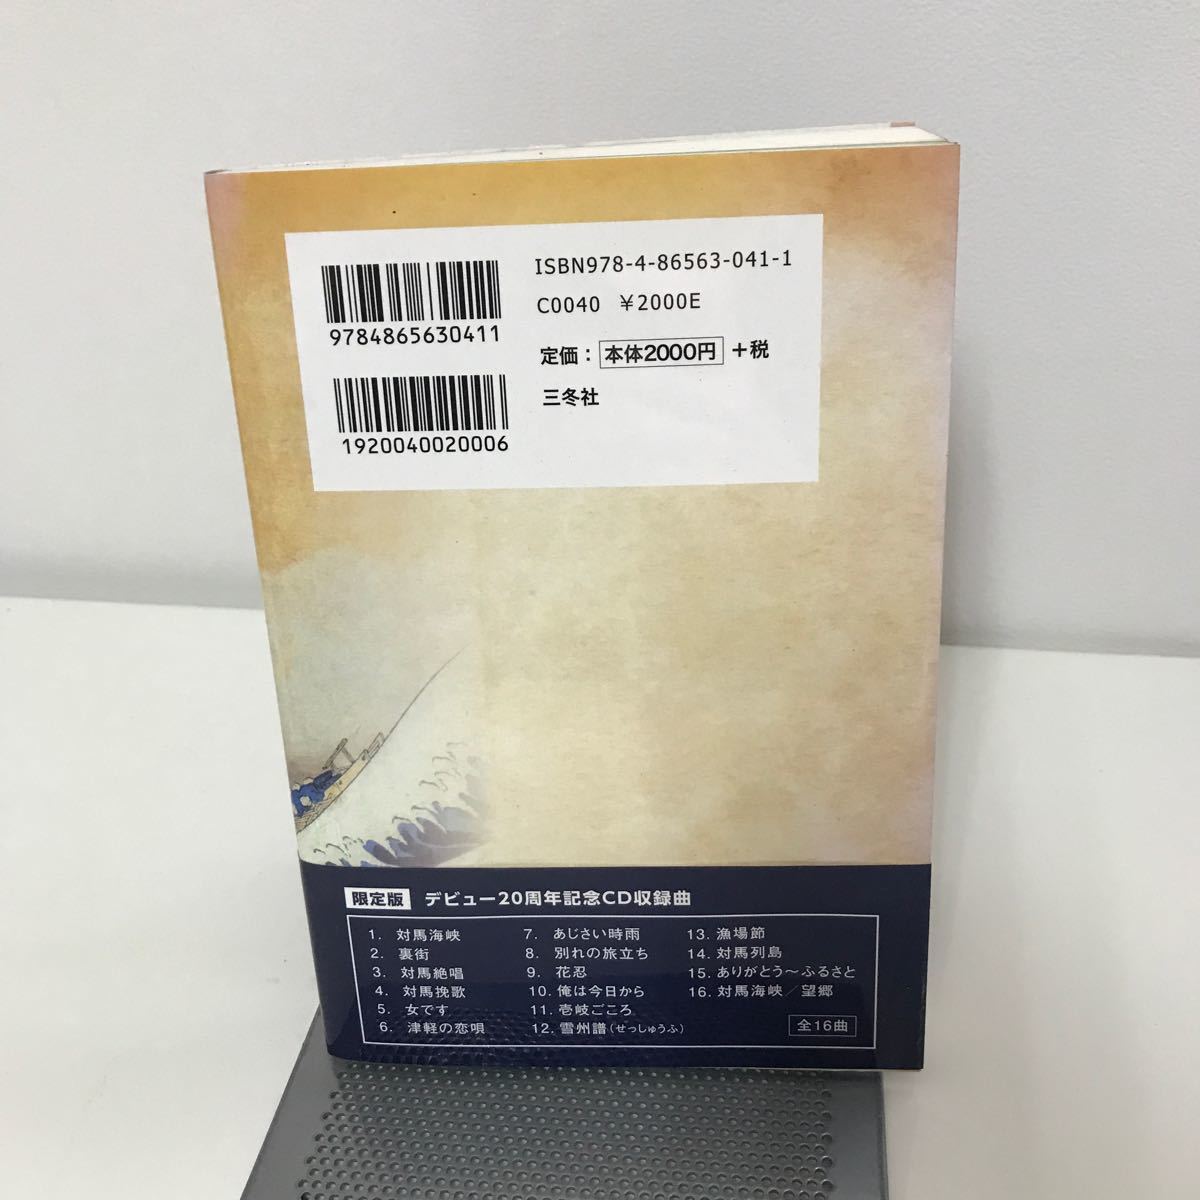 ISBN978-4-86563-041-1
9784865630411
C0040 ¥2000E
定価：本体2000円+税
三冬社
1920040020006
限定版 デビュー20周年記念CD収録曲
1. 対馬海峡
2. 裏街
3. 対馬絶唱
4. 対馬挽歌
5. 女です
6. 津軽の恋唄
7. あじさい時雨
8. 別れの旅立ち
9. 花忍
10. 俺は今日から
11. 壱岐ごころ
12. 雪州譜（せっしゅうふ）
13. 漁場節
14. 対馬列島
15. ありがとう～ふるさと
16. 対馬海峡／望郷
全16曲